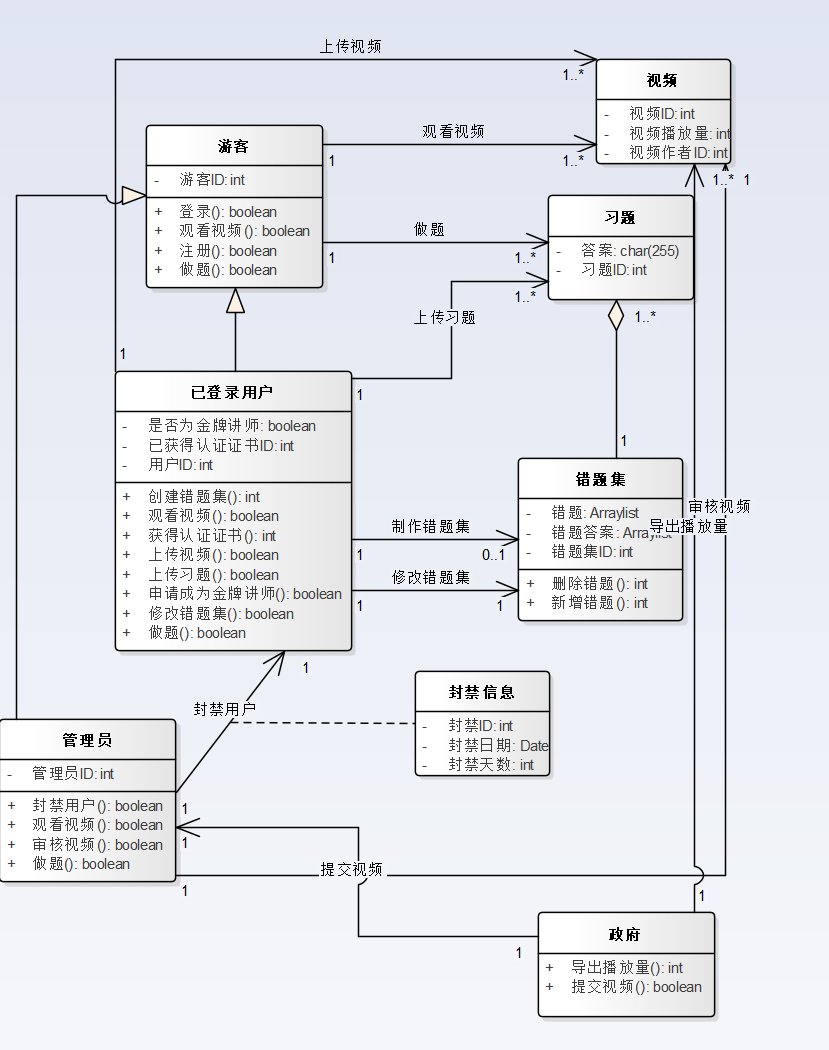 上传视频
1..*
视频
- 视频ID: int
- 视频播放量: int
- 视频作者ID: int
游客
- 游客ID: int
+ 登录(): boolean
+ 观看视频(): boolean
+ 注册(): boolean
+ 做题(): boolean
观看视频
1
1..*
1..*
1
习题
- 答案: char(255)
- 习题ID: int
做题
1
1..*
1..*
上传习题
1..*
1
已登录用户
- 是否为金牌讲师: boolean
- 已获得认证证书ID: int
- 用户ID: int
+ 创建错题集(): int
+ 观看视频(): boolean
+ 获得认证证书(): int
+ 上传视频(): boolean
+ 上传习题(): boolean
+ 申请成为金牌讲师(): boolean
+ 修改错题集(): boolean
+ 做题(): boolean
1
1
错题集
- 错题: Arraylist
- 错题答案: Arraylist
- 错题集ID: int
+ 删除错题(): int
+ 新增错题(): int
审核视频
导出播放量
制作错题集
1
0..1
修改错题集
1
1
1
封禁用户
封禁信息
- 封禁ID: int
- 封禁日期: Date
- 封禁天数: int
管理员
- 管理员ID: int
+ 封禁用户(): boolean
+ 观看视频(): boolean
+ 审核视频(): boolean
+ 做题(): boolean
1
1
1
提交视频
1
1
政府
+ 导出播放量(): int
+ 提交视频(): boolean